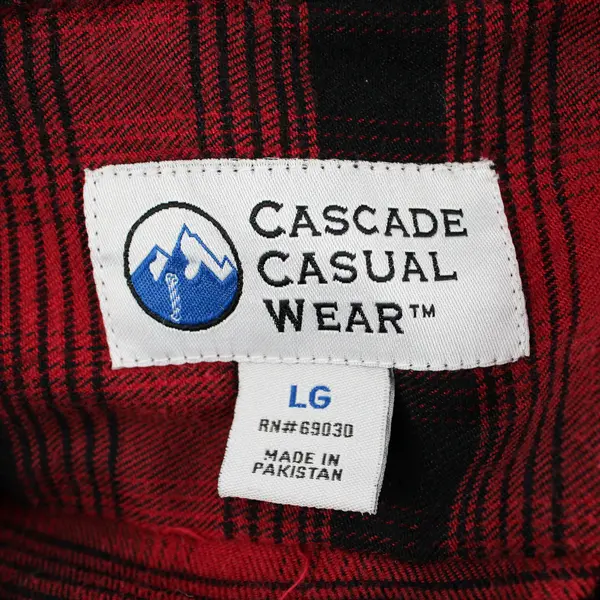 CASCADE
CASUAL
WEAR™
LG
RN#69030
MADE IN
PAKISTAN